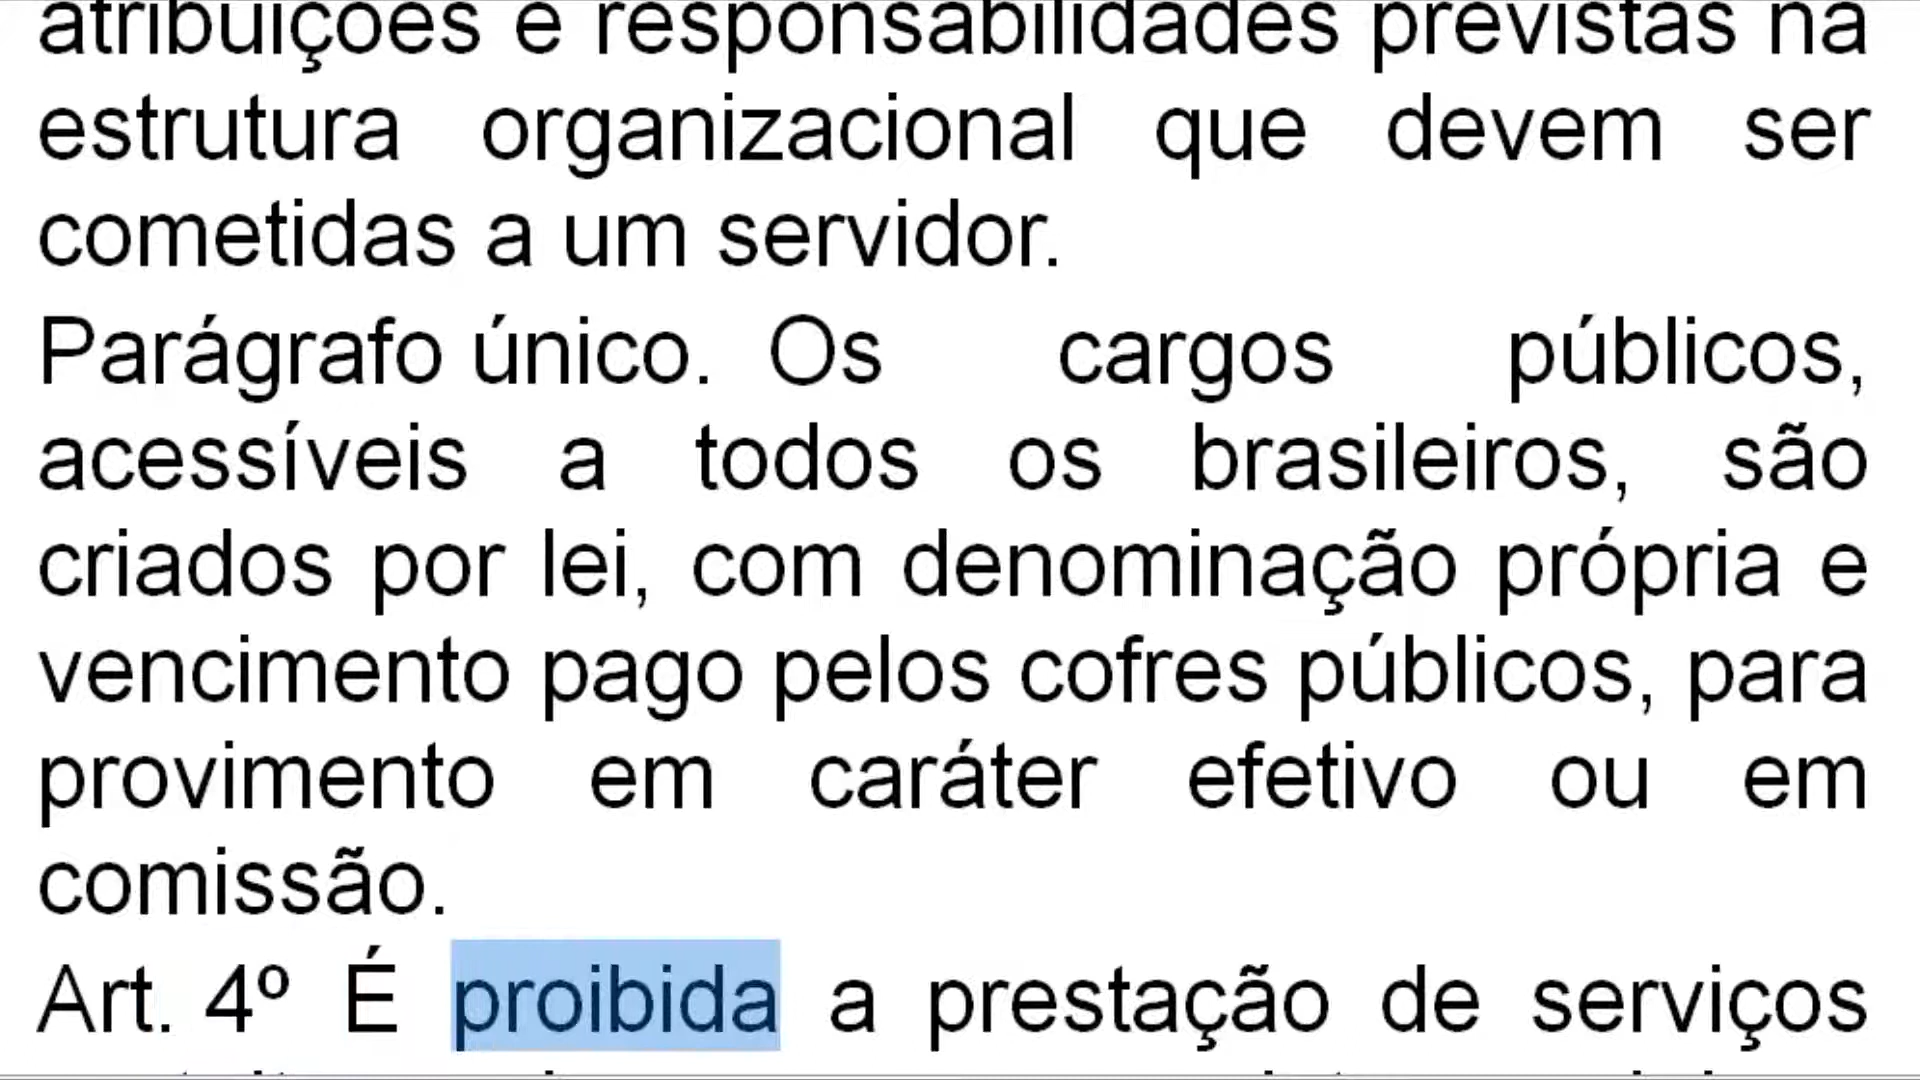 atribuições e responsabilidades previstas na
estrutura organizacional que devem ser
cometidas a um servidor.
Parágrafo único. Os cargos públicos,
acessíveis a todos os brasileiros, são
criados por lei, com denominação própria e
vencimento pago pelos cofres públicos, para
provimento em caráter efetivo ou em
comissão.
Art. 4º É proibida a prestação de serviços